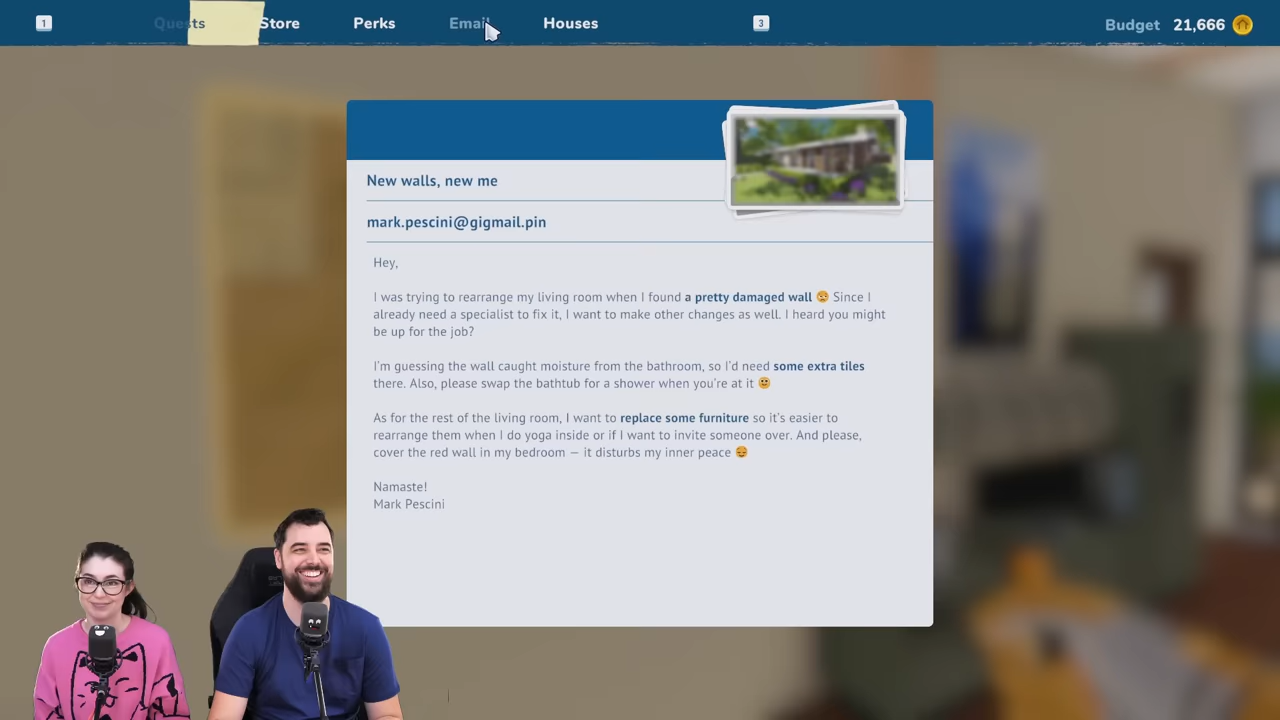 1 Quests Store Perks Email Houses 3 Budget 21,666
New walls, new me
mark.pescini@gigmail.pin
Hey,
I was trying to rearrange my living room when I found a pretty damaged wall Since I
already need a specialist to fix it, I want to make other changes as well. I heard you might
be up for the job?
I'm guessing the wall caught moisture from the bathroom, so I'd need some extra tiles
there. Also, please swap the bathtub for a shower when you're at it
As for the rest of the living room, I want to replace some furniture so it's easier to
rearrange them when I do yoga inside or if I want to invite someone over. And please,
cover the red wall in my bedroom — it disturbs my inner peace
Namaste!
Mark Pescini